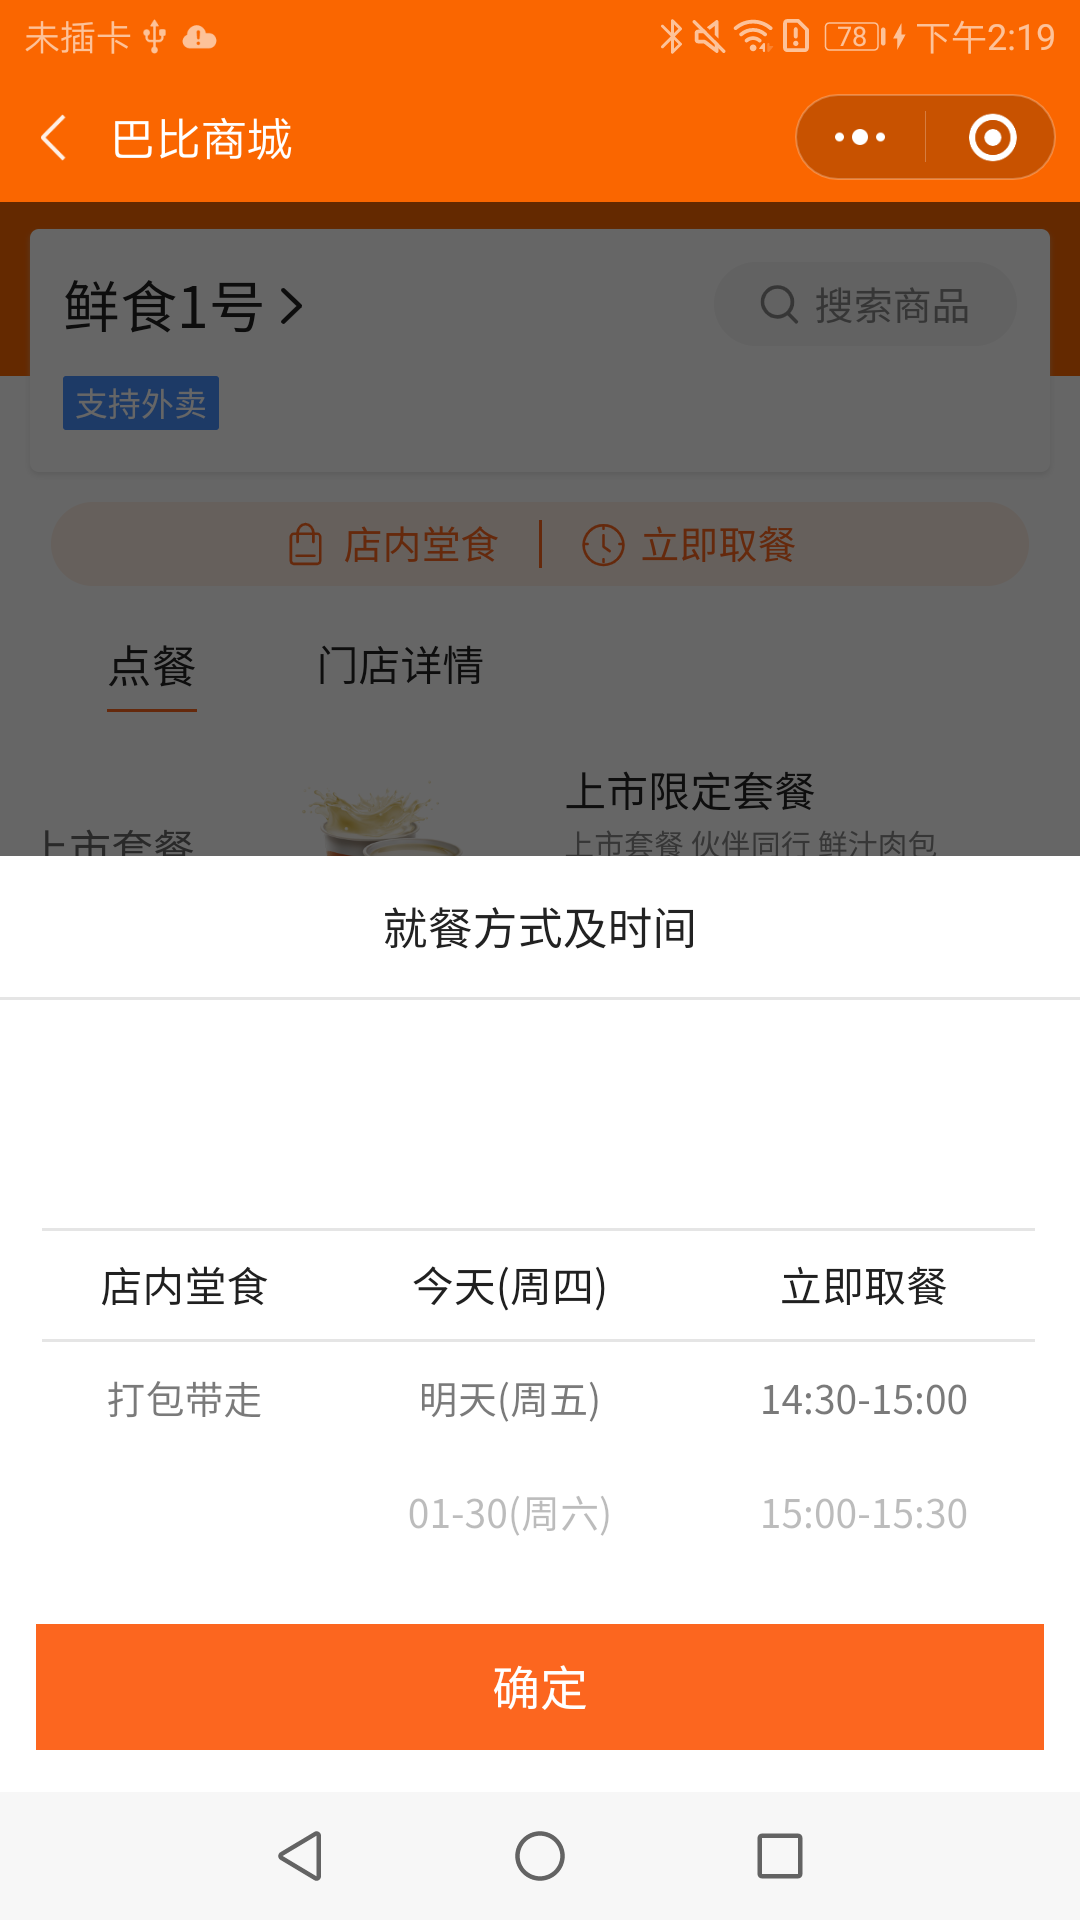 未插卡 78 下午2:19
巴比商城
鲜食1号
搜索商品
支持外卖
店内堂食 立即取餐
点餐 门店详情
上市限定套餐
上市套餐
上市套餐 伙伴同行 鲜汁肉包
就餐方式及时间
店内堂食 今天(周四) 立即取餐
打包带走 明天(周五) 14:30-15:00
01-30(周六) 15:00-15:30
确定